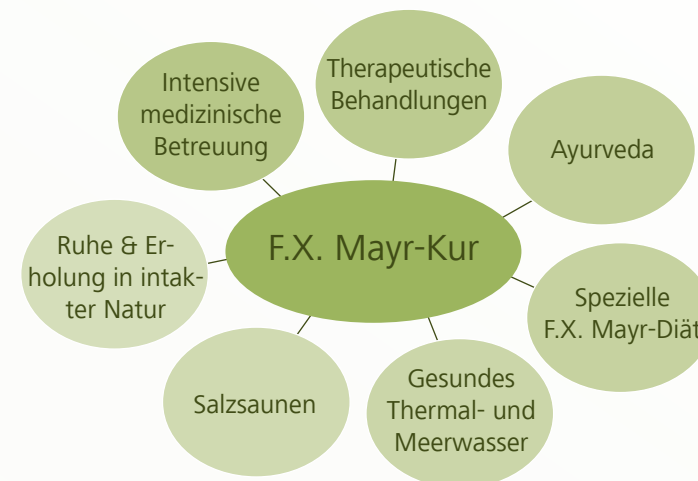 Intensive
medizinische
Betreuung
Therapeutische
Behandlungen
Ayurveda
F.X. Mayr-Kur
Ruhe & Er-
holung in intak-
ter Natur
Spezielle
F.X. Mayr-Diät
Salzsaunen
Gesundes
Thermal- und
Meerwasser